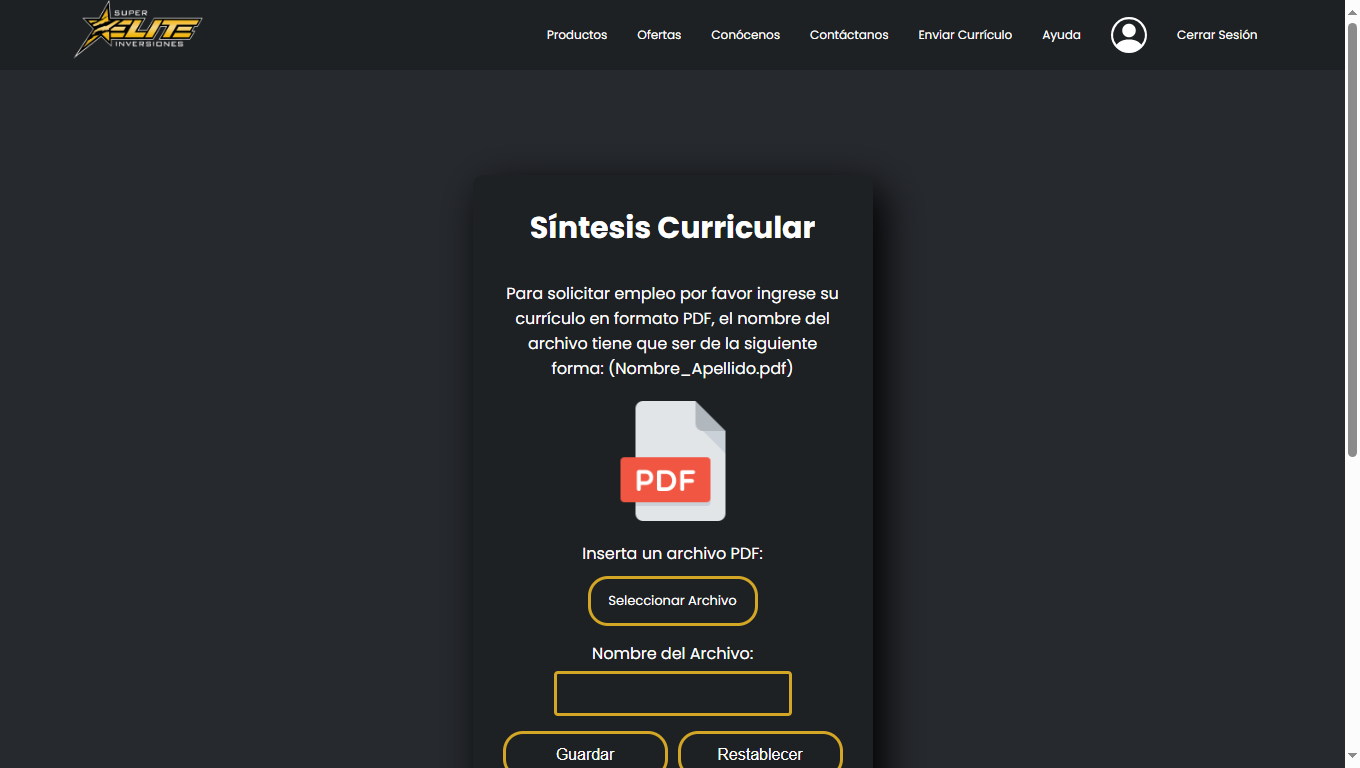 SUPER
ELITE
INVERSIONES
Productos Ofertas Conócenos Contáctanos Enviar Currículo Ayuda Cerrar Sesión
Síntesis Curricular
Para solicitar empleo por favor ingrese su
currículo en formato PDF, el nombre del
archivo tiene que ser de la siguiente
forma: (Nombre_Apellido.pdf)
PDF
Inserta un archivo PDF:
Seleccionar Archivo
Nombre del Archivo:
Guardar Restablecer